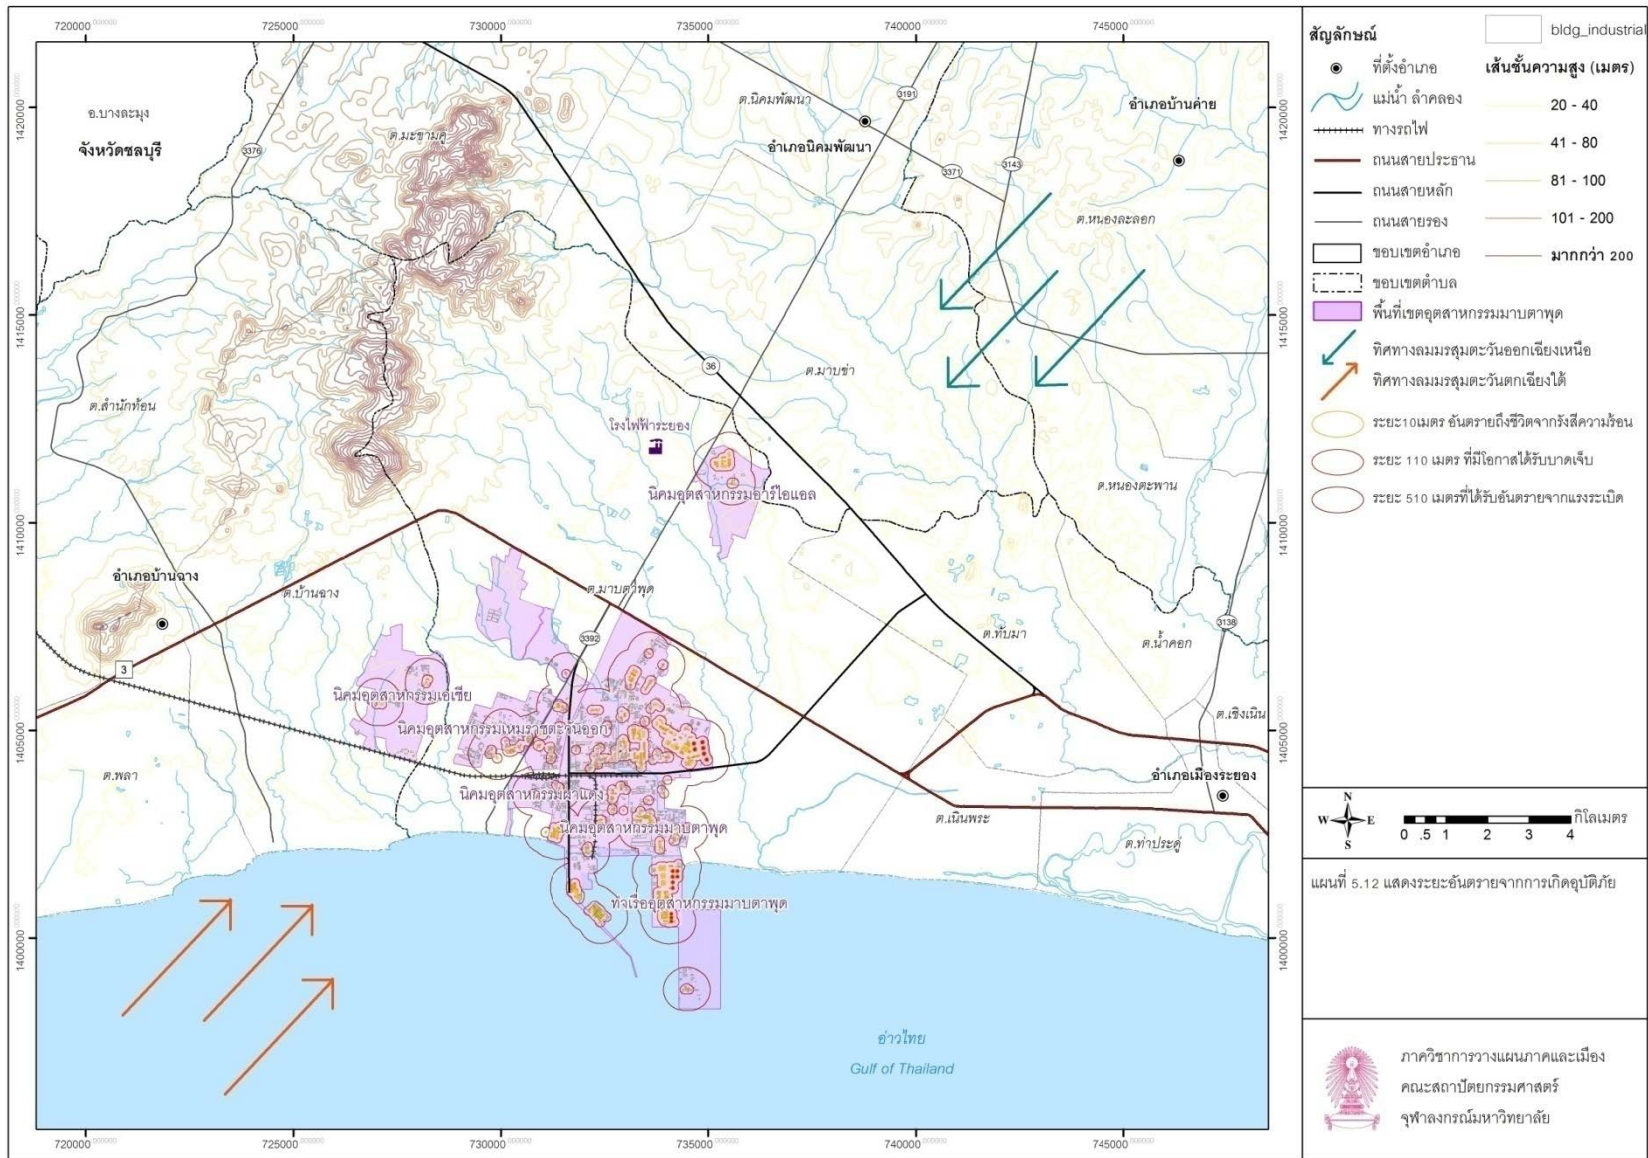 720000
725000
730000
735000
740000
745000
1420000
1415000
1410000
1405000
1400000
1420000
1415000
1410000
1405000
1400000
720000
725000
730000
735000
740000
745000
อ.บางละมุง
จังหวัดชลบุรี
3376
ต.มะขามคู่
ต.นิคมพัฒนา
3191
อำเภอบ้านค่าย
อำเภอนิคมพัฒนา
3371
3143
ต.หนองละลอก
ต.สำนักท้อน
36
ต.มาบข่า
โรงไฟฟ้าระยอง
นิคมอุตสาหกรรมอาร์ไอแอล
ต.หนองตะพาน
อำเภอบ้านฉาง
ต.บ้านฉาง
ต.มาบตาพุด
3392
ต.ทับมา
ต.น้ำคอก
3138
3
นิคมอุตสาหกรรมเอเชีย
นิคมอุตสาหกรรมเหมราชตะวันออก
ต.เชิงเนิน
ต.พลา
นิคมอุตสาหกรรมผาแดง
อำเภอเมืองระยอง
นิคมอุตสาหกรรมมาบตาพุด
ต.เนินพระ
ต.ท่าประดู่
ท่าเรืออุตสาหกรรมมาบตาพุด
อ่าวไทย
Gulf of Thailand
สัญลักษณ์
ที่ตั้งอำเภอ
แม่น้ำ ลำคลอง
ทางรถไฟ
ถนนสายประธาน
ถนนสายหลัก
ถนนสายรอง
ขอบเขตอำเภอ
ขอบเขตตำบล
พื้นที่เขตอุตสาหกรรมมาบตาพุด
ทิศทางลมมรสุมตะวันออกเฉียงเหนือ
ทิศทางลมมรสุมตะวันตกเฉียงใต้
ระยะ10เมตร อันตรายถึงชีวิตจากรังสีความร้อน
ระยะ 110 เมตร ที่มีโอกาสได้รับบาดเจ็บ
ระยะ 510 เมตรที่ได้รับอันตรายจากแรงระเบิด
bldg_industrial
เส้นชั้นความสูง (เมตร)
20 - 40
41 - 80
81 - 100
101 - 200
มากกว่า 200
N
W E
S
0 .5 1 2 3 4 กิโลเมตร
แผนที่ 5.12 แสดงระยะอันตรายจากการเกิดอุบัติภัย
ภาควิชาการวางแผนภาคและเมือง
คณะสถาปัตยกรรมศาสตร์
จุฬาลงกรณ์มหาวิทยาลัย